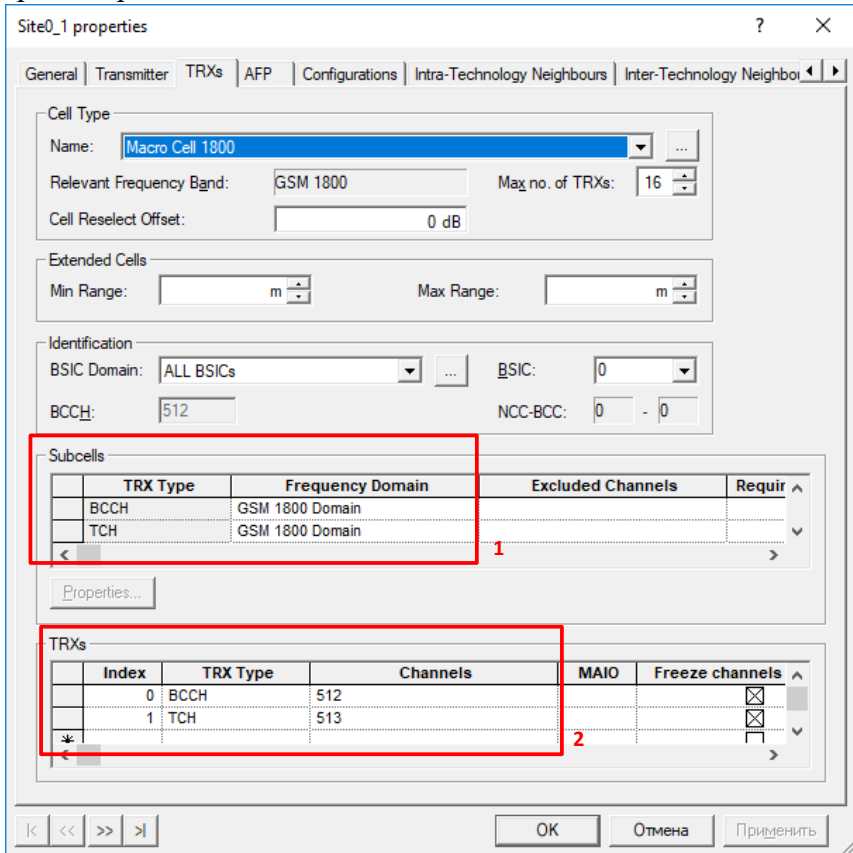 Site0_1 properties ? ×
General Transmitter TRXs AFP Configurations Intra-Technology Neighbours Inter-Technology Neighbou
Cell Type
Name: Macro Cell 1800 ...
Relevant Frequency Band: GSM 1800 Max no. of TRXs: 16
Cell Reselect Offset: 0 dB
Extended Cells
Min Range: m Max Range: m
Identification
BSIC Domain: ALL BSICs ... BSIC: 0
BCCH: 512 NCC-BCC: 0 - 0
Subcells
TRX Type Frequency Domain Excluded Channels Requir
BCCH GSM 1800 Domain
TCH GSM 1800 Domain
1
Properties...
TRXs
Index TRX Type Channels MAIO Freeze channels
0 BCCH 512
1 TCH 513
2
|< << >> >| OK Отмена Применить